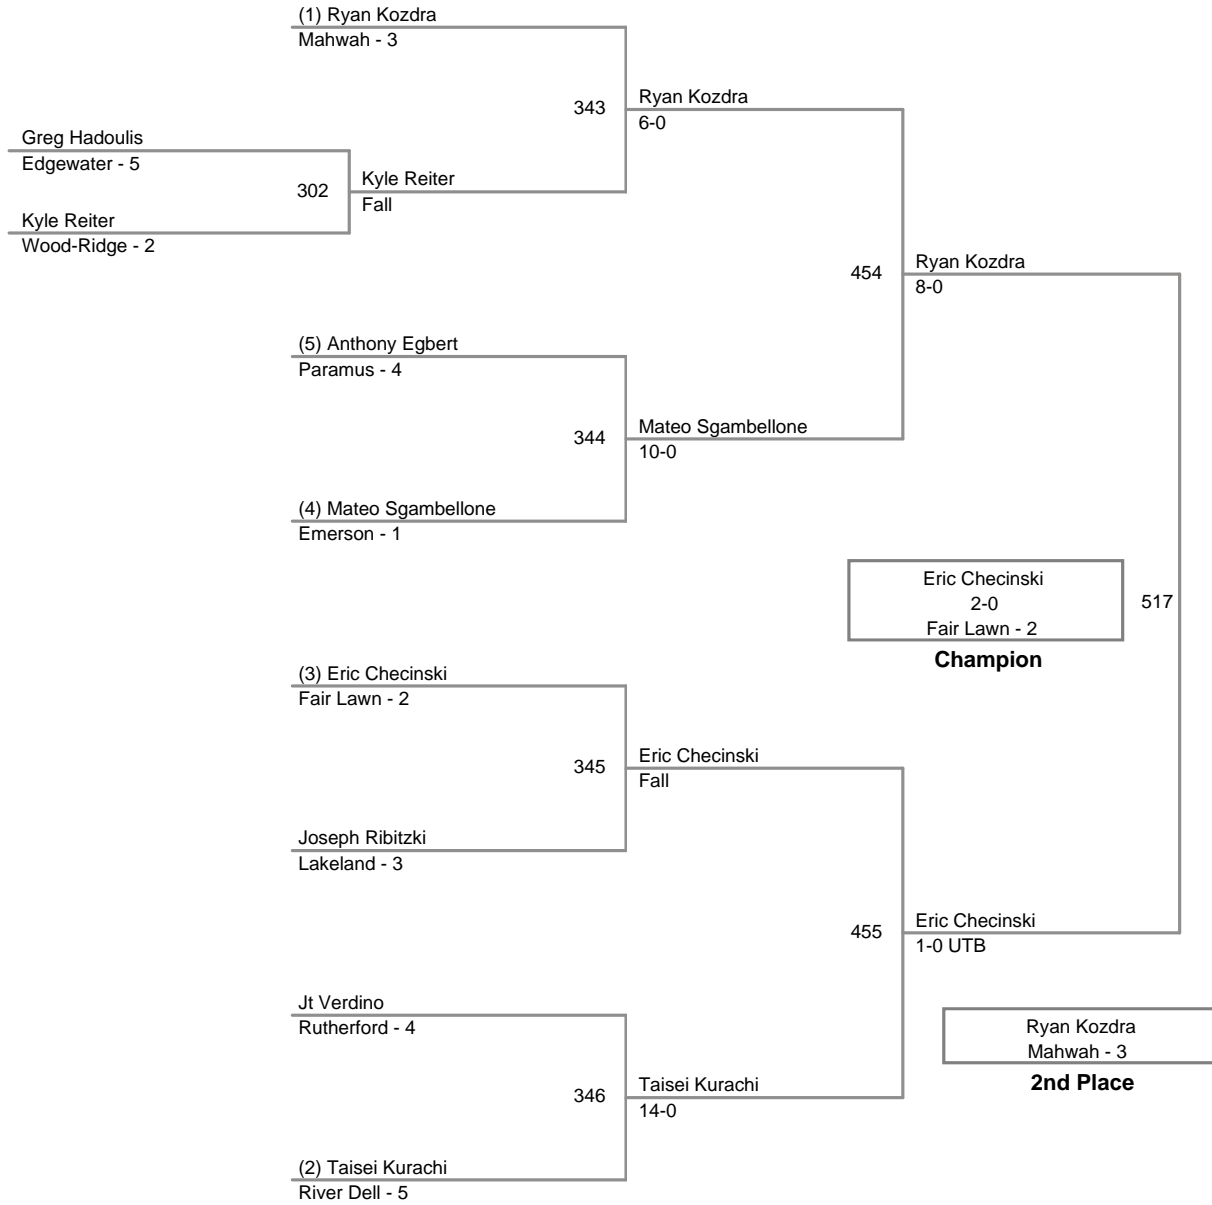 (1) Ryan Kozdra
Mahwah - 3
343
Ryan Kozdra
6-0
Greg Hadoulis
Edgewater - 5
302
Kyle Reiter
Fall
Kyle Reiter
Wood-Ridge - 2
454
Ryan Kozdra
8-0
(5) Anthony Egbert
Paramus - 4
344
Mateo Sgambellone
10-0
(4) Mateo Sgambellone
Emerson - 1
Eric Checinski
2-0
Fair Lawn - 2
517
Champion
(3) Eric Checinski
Fair Lawn - 2
345
Eric Checinski
Fall
Joseph Ribitzki
Lakeland - 3
455
Eric Checinski
1-0 UTB
Jt Verdino
Rutherford - 4
Ryan Kozdra
Mahwah - 3
2nd Place
346
Taisei Kurachi
14-0
(2) Taisei Kurachi
River Dell - 5